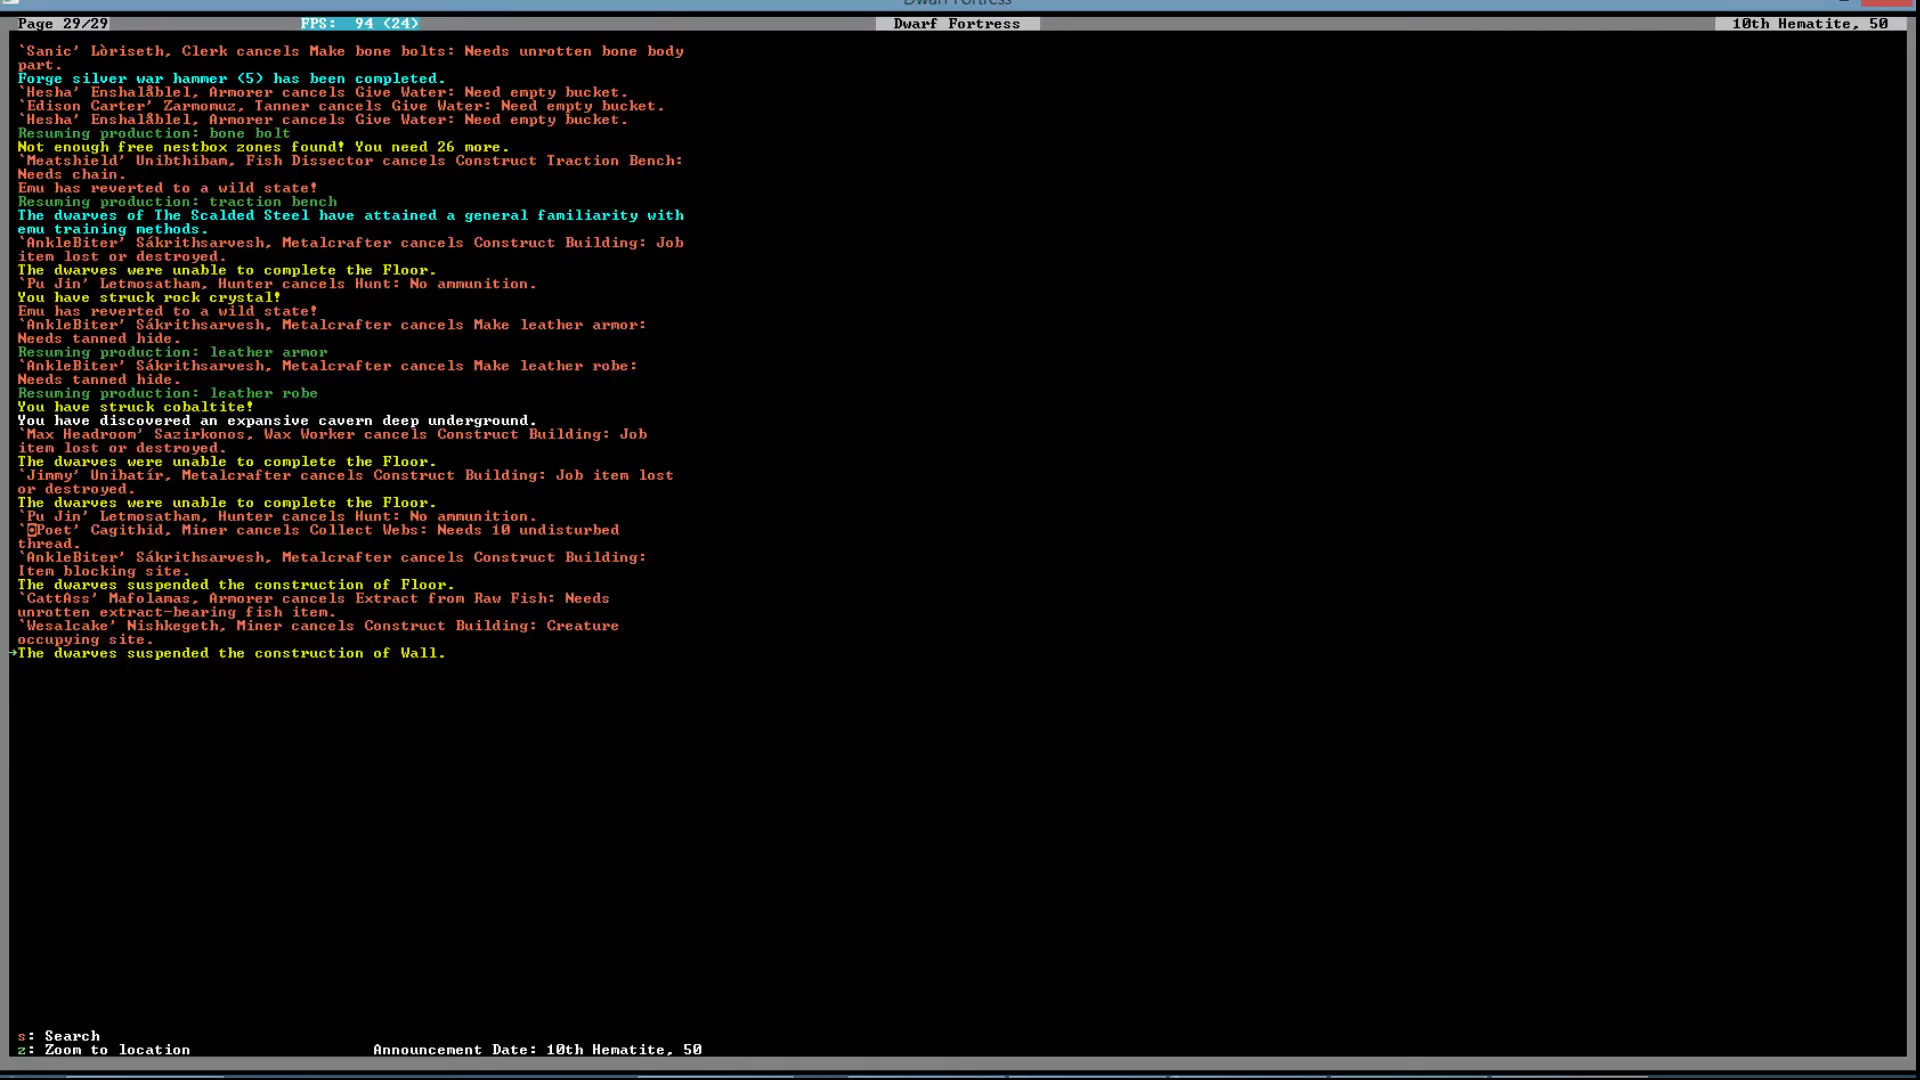 Dwarf Fortress
Page 29/29 FPS: 94 (24) Dwarf Fortress 10th Hematite, 50
`Sanic' Lòriseth, Clerk cancels Make bone bolts: Needs unrotten bone body
part.
Forge silver war hammer (5) has been completed.
`Hesha' Enshalåblel, Armorer cancels Give Water: Need empty bucket.
`Edison Carter' Zarmomuz, Tanner cancels Give Water: Need empty bucket.
`Hesha' Enshalåblel, Armorer cancels Give Water: Need empty bucket.
Resuming production: bone bolt
Not enough free nestbox zones found! You need 26 more.
`Meatshield' Unibthibam, Fish Dissector cancels Construct Traction Bench:
Needs chain.
Emu has reverted to a wild state!
Resuming production: traction bench
The dwarves of The Scalded Steel have attained a general familiarity with
emu training methods.
`AnkleBiter' Sákrithsarvesh, Metalcrafter cancels Construct Building: Job
item lost or destroyed.
The dwarves were unable to complete the Floor.
`Pu Jin' Letmosatham, Hunter cancels Hunt: No ammunition.
You have struck rock crystal!
Emu has reverted to a wild state!
`AnkleBiter' Sákrithsarvesh, Metalcrafter cancels Make leather armor:
Needs tanned hide.
Resuming production: leather armor
`AnkleBiter' Sákrithsarvesh, Metalcrafter cancels Make leather robe:
Needs tanned hide.
Resuming production: leather robe
You have struck cobaltite!
You have discovered an expansive cavern deep underground.
`Max Headroom' Sazirkonos, Wax Worker cancels Construct Building: Job
item lost or destroyed.
The dwarves were unable to complete the Floor.
`Jimmy' Unibatír, Metalcrafter cancels Construct Building: Job item lost
or destroyed.
The dwarves were unable to complete the Floor.
`Pu Jin' Letmosatham, Hunter cancels Hunt: No ammunition.
`◘Poet' Cagithid, Miner cancels Collect Webs: Needs 10 undisturbed
thread.
`AnkleBiter' Sákrithsarvesh, Metalcrafter cancels Construct Building:
Item blocking site.
The dwarves suspended the construction of Floor.
`CattAss' Mafolamas, Armorer cancels Extract from Raw Fish: Needs
unrotten extract-bearing fish item.
`Wesalcake' Nishkegeth, Miner cancels Construct Building: Creature
occupying site.
→The dwarves suspended the construction of Wall.
s: Search
z: Zoom to location Announcement Date: 10th Hematite, 50